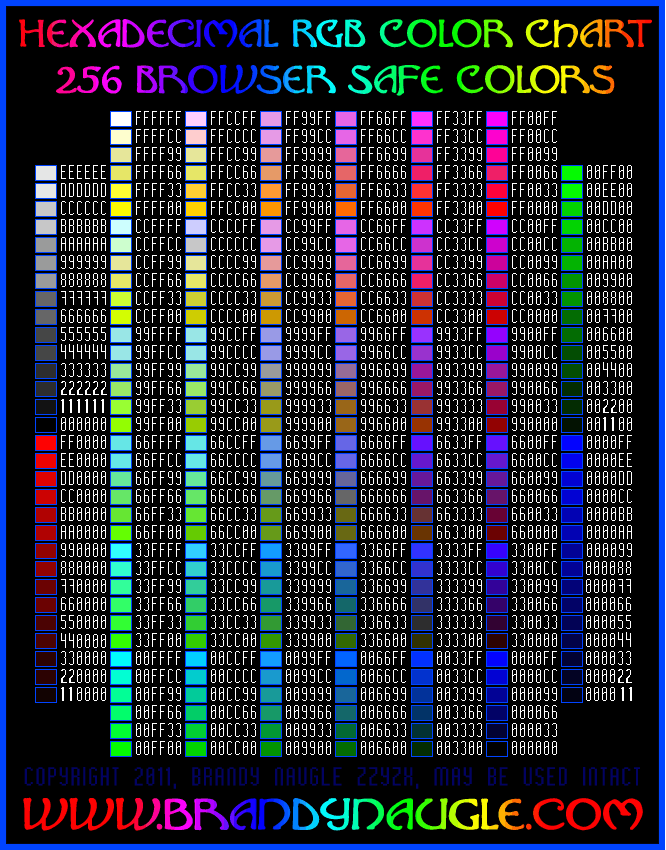 HEXADECIMAL RGB COLOR CHART
256 BROWSER SAFE COLORS
FFFFFF FFCCFF FF99FF FF66FF FF33FF FF00FF
FFFFCC FFCCCC FF99CC FF66CC FF33CC FF00CC
FFFF99 FFCC99 FF9999 FF6699 FF3399 FF0099
EEEEEE FFFF66 FFCC66 FF9966 FF6666 FF3366 FF0066 00FF00
DDDDDD FFFF33 FFCC33 FF9933 FF6633 FF3333 FF0033 00EE00
CCCCCC FFFF00 FFCC00 FF9900 FF6600 FF3300 FF0000 00DD00
BBBBBB CCFFFF CCCCFF CC99FF CC66FF CC33FF CC00FF 00CC00
AAAAAA CCFFCC CCCCCC CC99CC CC66CC CC33CC CC00CC 00BB00
999999 CCFF99 CCCC99 CC9999 CC6699 CC3399 CC0099 00AA00
888888 CCFF66 CCCC66 CC9966 CC6666 CC3366 CC0066 009900
777777 CCFF33 CCCC33 CC9933 CC6633 CC3333 CC0033 008800
666666 CCFF00 CCCC00 CC9900 CC6600 CC3300 CC0000 007700
555555 99FFFF 99CCFF 9999FF 9966FF 9933FF 9900FF 006600
444444 99FFCC 99CCCC 9999CC 9966CC 9933CC 9900CC 005500
333333 99FF99 99CC99 999999 996699 993399 990099 004400
222222 99FF66 99CC66 999966 996666 993366 990066 003300
111111 99FF33 99CC33 999933 996633 993333 990033 002200
000000 99FF00 99CC00 999900 996600 993300 990000 001100
FF0000 66FFFF 66CCFF 6699FF 6666FF 6633FF 6600FF 0000FF
EE0000 66FFCC 66CCCC 6699CC 6666CC 6633CC 6600CC 0000EE
DD0000 66FF99 66CC99 669999 666699 663399 660099 0000DD
CC0000 66FF66 66CC66 669966 666666 663366 660066 0000CC
BB0000 66FF33 66CC33 669933 666633 663333 660033 0000BB
AA0000 66FF00 66CC00 669900 666600 663300 660000 0000AA
990000 33FFFF 33CCFF 3399FF 3366FF 3333FF 3300FF 000099
880000 33FFCC 33CCCC 3399CC 3366CC 3333CC 3300CC 000088
770000 33FF99 33CC99 339999 336699 333399 330099 000077
660000 33FF66 33CC66 339966 336666 333366 330066 000066
550000 33FF33 33CC33 339933 336633 333333 330033 000055
440000 33FF00 33CC00 339900 336600 333300 330000 000044
330000 00FFFF 00CCFF 0099FF 0066FF 0033FF 0000FF 000033
220000 00FFCC 00CCCC 0099CC 0066CC 0033CC 0000CC 000022
110000 00FF99 00CC99 009999 006699 003399 000099 000011
00FF66 00CC66 009966 006666 003366 000066
00FF33 00CC33 009933 006633 003333 000033
00FF00 00CC00 009900 006600 003300 000000
COPYRIGHT 2011, BRANDY NAUGLE ZZYZX, MAY BE USED INTACT
WWW.BRANDYNAUGLE.COM